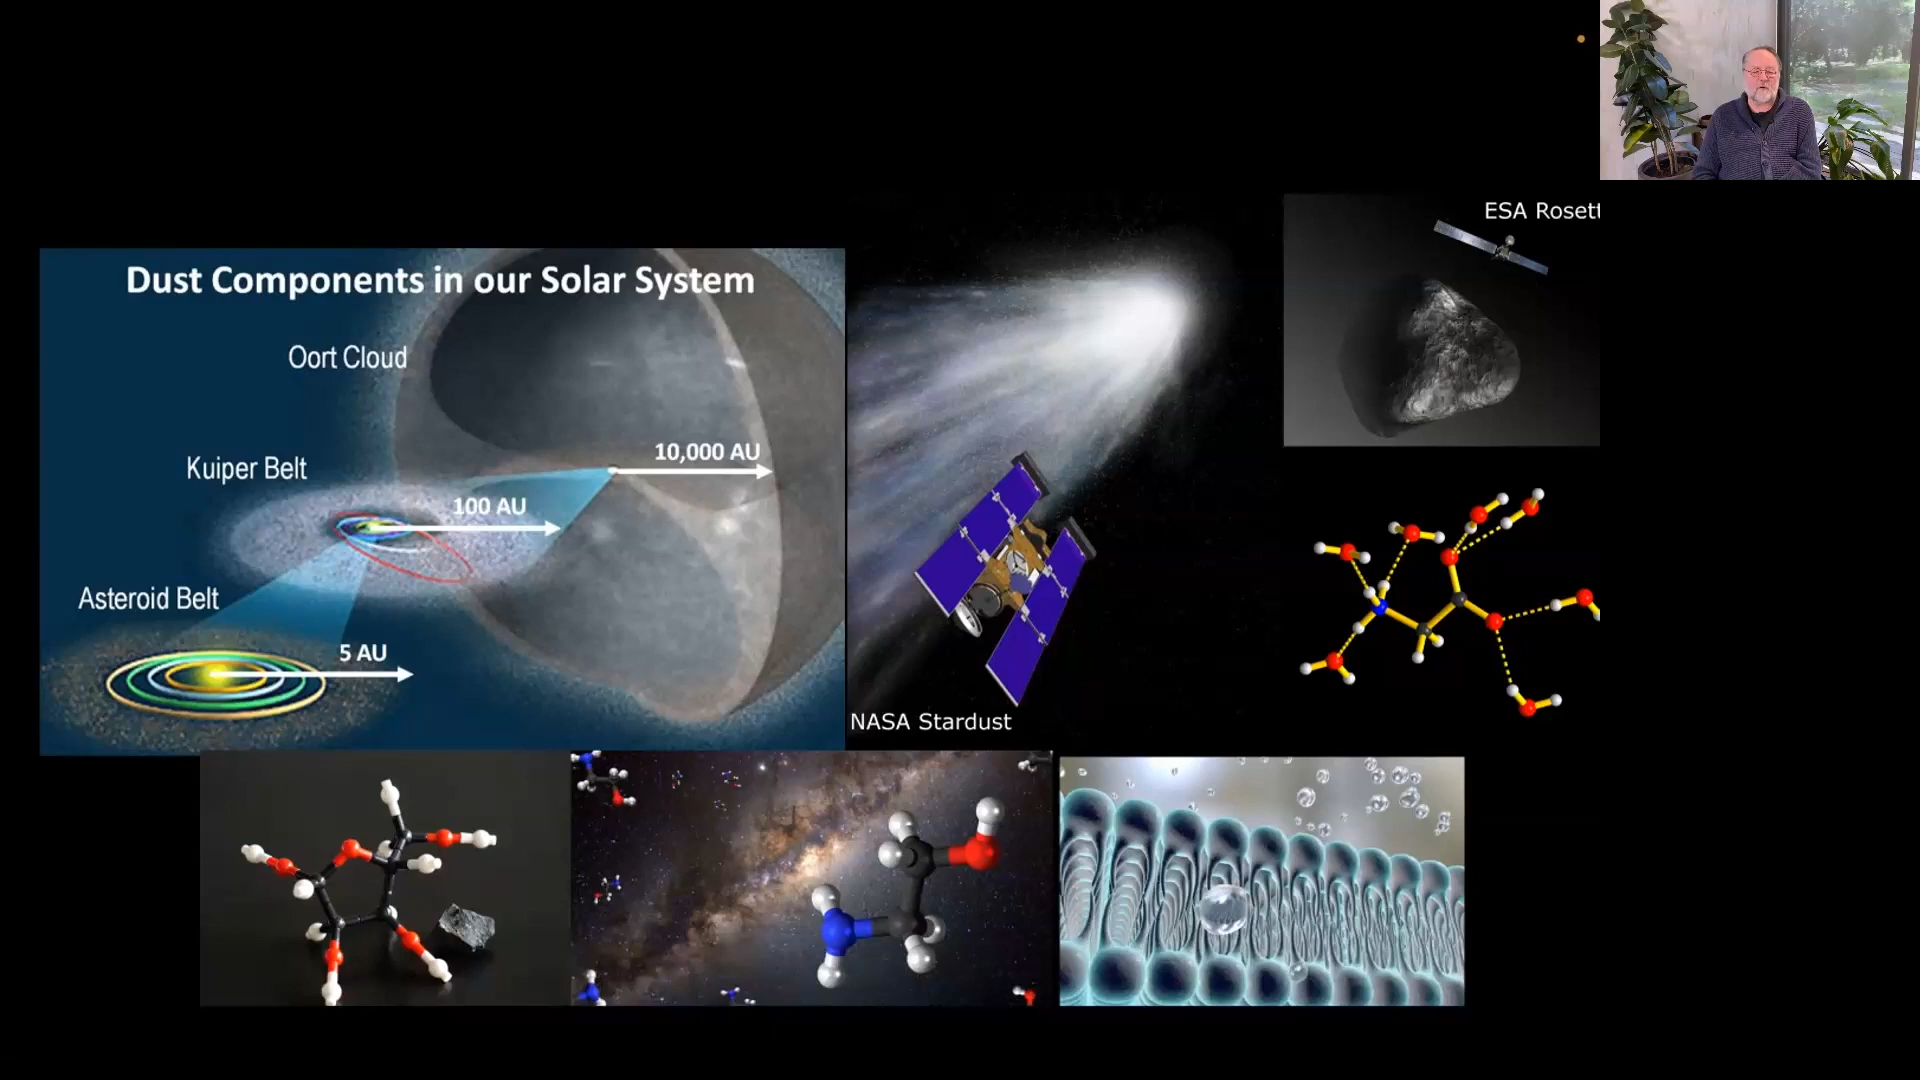 Dust Components in our Solar System
Oort Cloud
10,000 AU
Kuiper Belt
100 AU
Asteroid Belt
5 AU
NASA Stardust
ESA Rosett